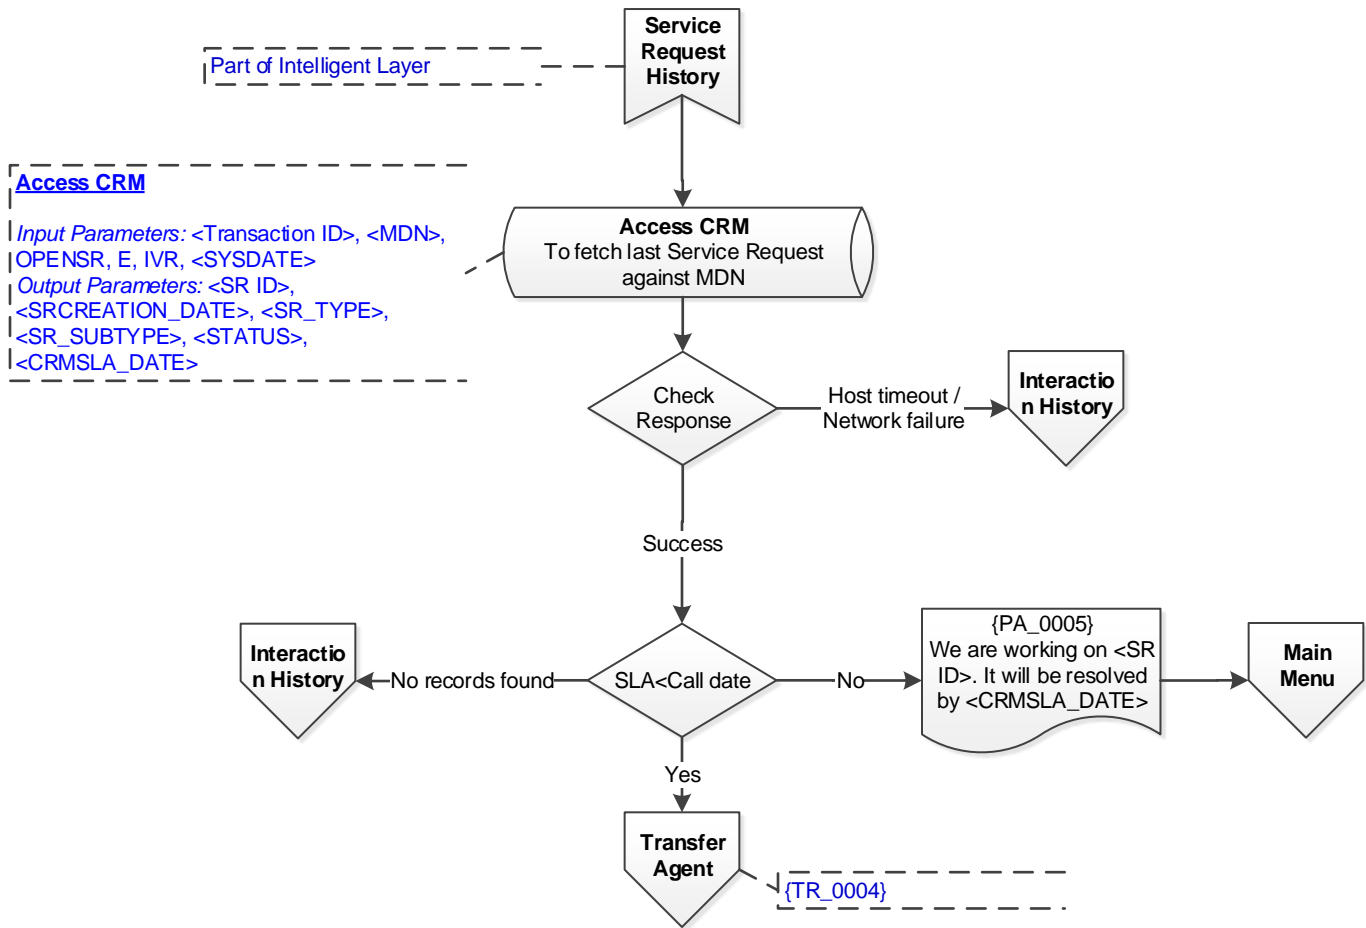 Service
Request
History
Part of Intelligent Layer
Access CRM
Input Parameters: <Transaction ID>, <MDN>,
OPENSR, E, IVR, <SYSDATE>
Output Parameters: <SR ID>,
<SRCREATION_DATE>, <SR_TYPE>,
<SR_SUBTYPE>, <STATUS>,
<CRMSLA_DATE>
Access CRM
To fetch last Service Request
against MDN
Check
Response
Host timeout /
Network failure
Interactio
n History
Success
Interactio
n History
No records found
SLA<Call date
No
{PA_0005}
We are working on <SR
ID>. It will be resolved
by <CRMSLA_DATE>
Main
Menu
Yes
Transfer
Agent
{TR_0004}